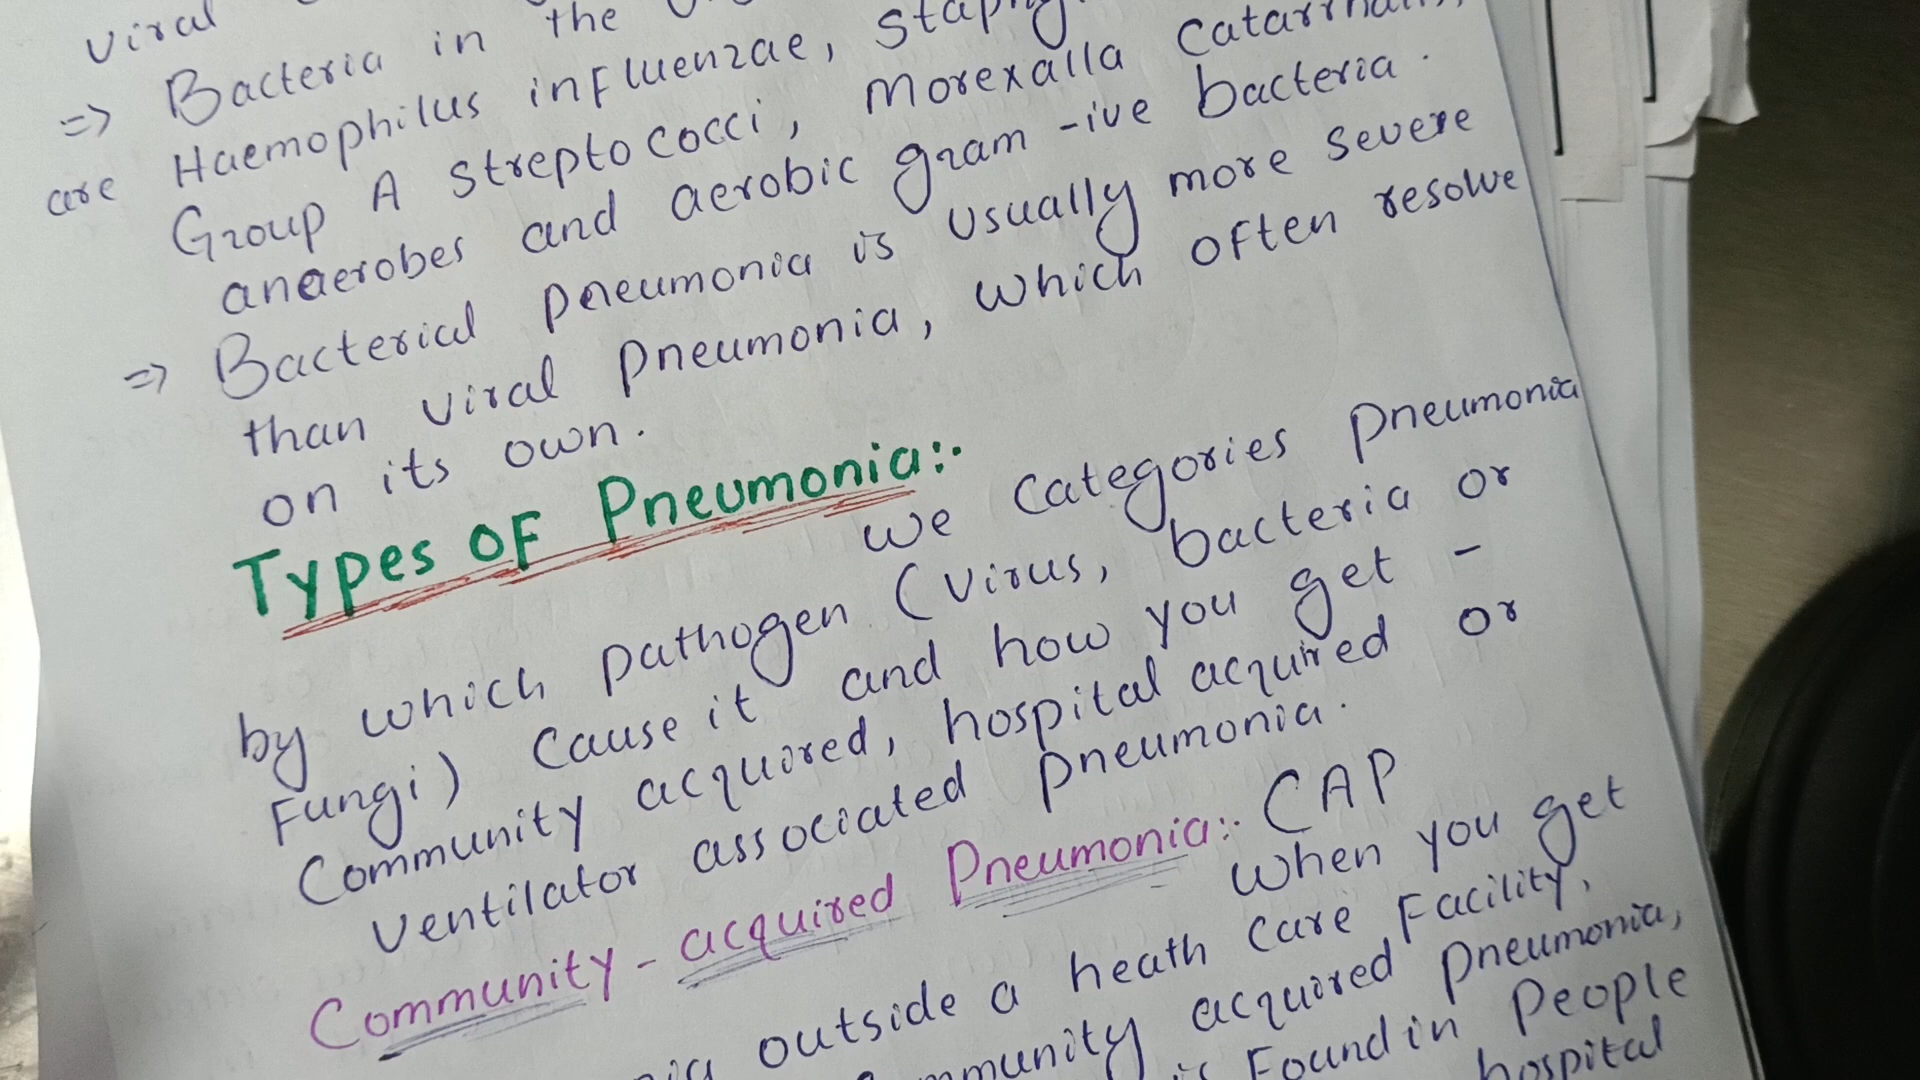 viral
=> Bacteria in the
are Haemophilus influenzae,
Group A streptococci, Morexalla
anaerobes and aerobic gram -ive bacteria.
=> Bacterial pneumonia is usually more severe
than viral pneumonia, which often resolve
on its own.
Types of Pneumonia:-
we categories pneumonia
by which pathogen (virus, bacteria or
Fungi) cause it and how you get -
Community acquired, hospital acquired or
ventilator associated pneumonia.
Community-acquired Pneumonia:- CAP
when you get
outside a heath care facility,
acquired pneumonia,
Found in People
hospital